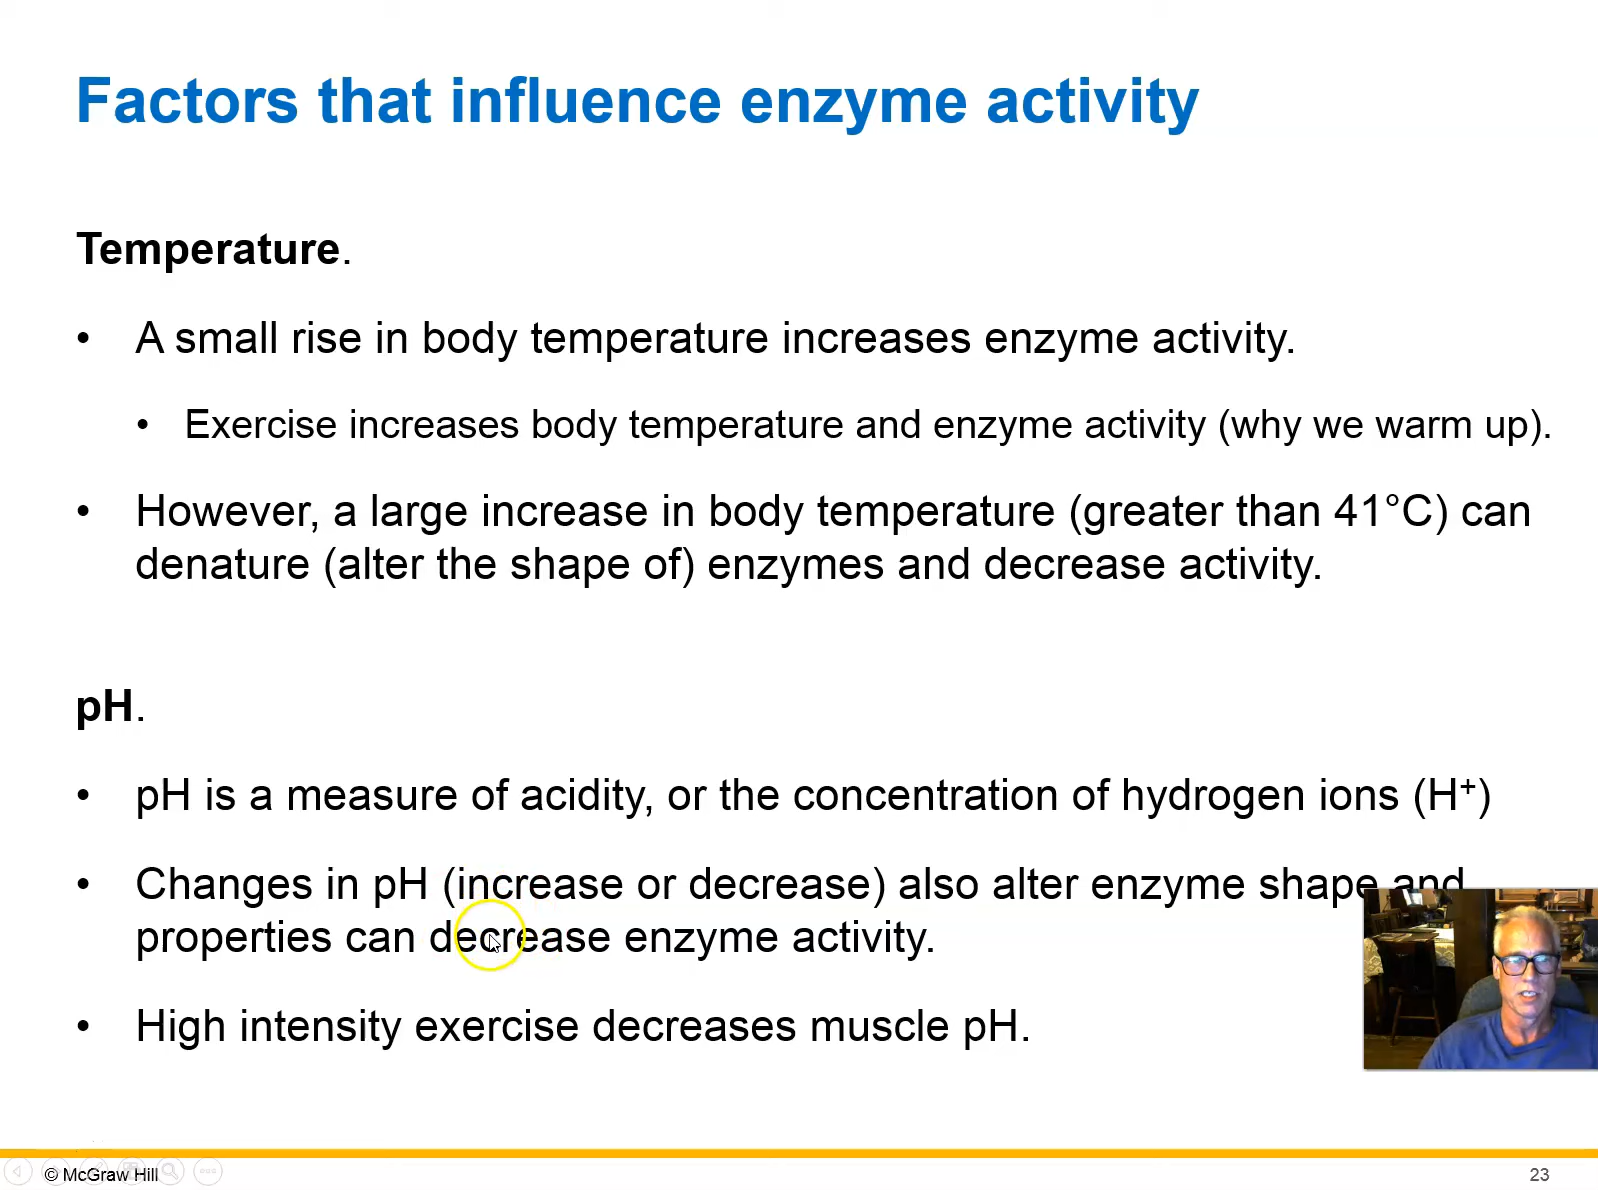 Factors that influence enzyme activity
Temperature.
• A small rise in body temperature increases enzyme activity.
• Exercise increases body temperature and enzyme activity (why we warm up).
• However, a large increase in body temperature (greater than 41°C) can
denature (alter the shape of) enzymes and decrease activity.
pH.
• pH is a measure of acidity, or the concentration of hydrogen ions (H⁺)
• Changes in pH (increase or decrease) also alter enzyme shape and
properties can decrease enzyme activity.
• High intensity exercise decreases muscle pH.
© McGraw Hill
23